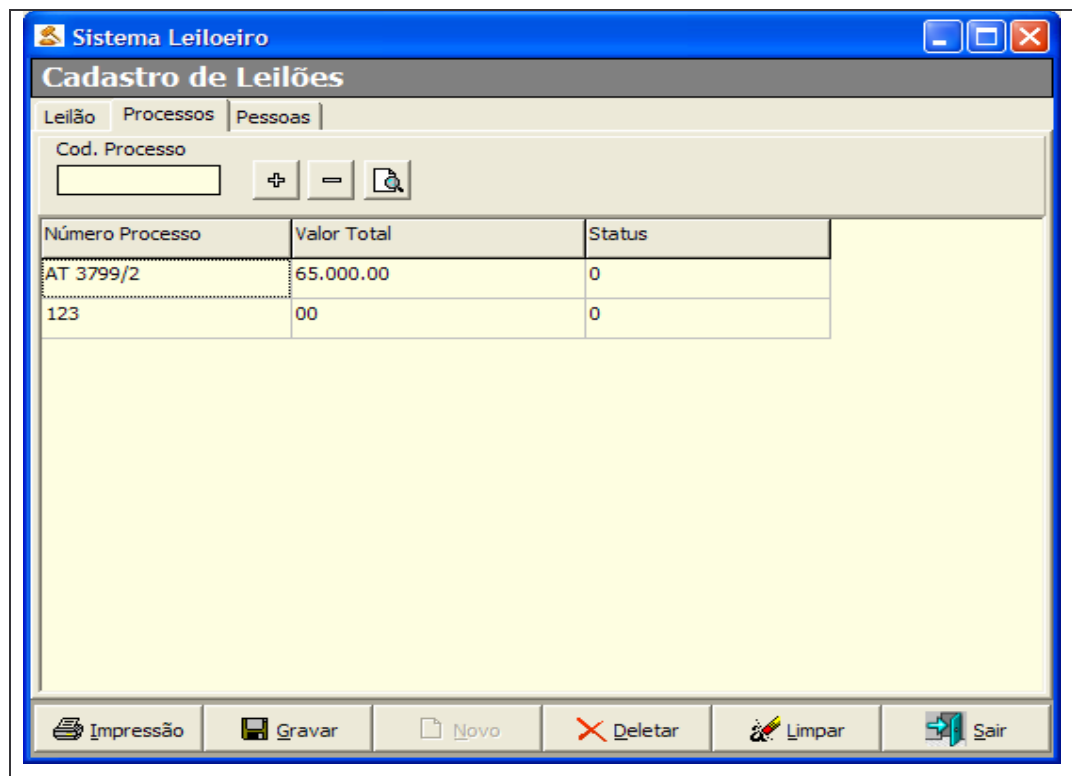 Sistema Leiloeiro
Cadastro de Leilões
Leilão Processos Pessoas
Cod. Processo
Número Processo Valor Total Status
AT 3799/2 65.000.00 0
123 00 0
Impressão Gravar Novo Deletar Limpar Sair